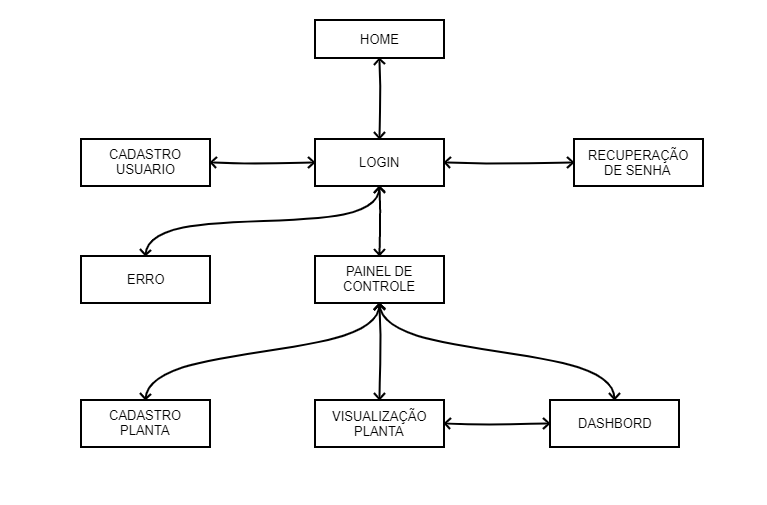 HOME
CADASTRO
USUARIO
LOGIN
RECUPERAÇÃO
DE SENHA
ERRO
PAINEL DE
CONTROLE
CADASTRO
PLANTA
VISUALIZAÇÃO
PLANTA
DASHBORD